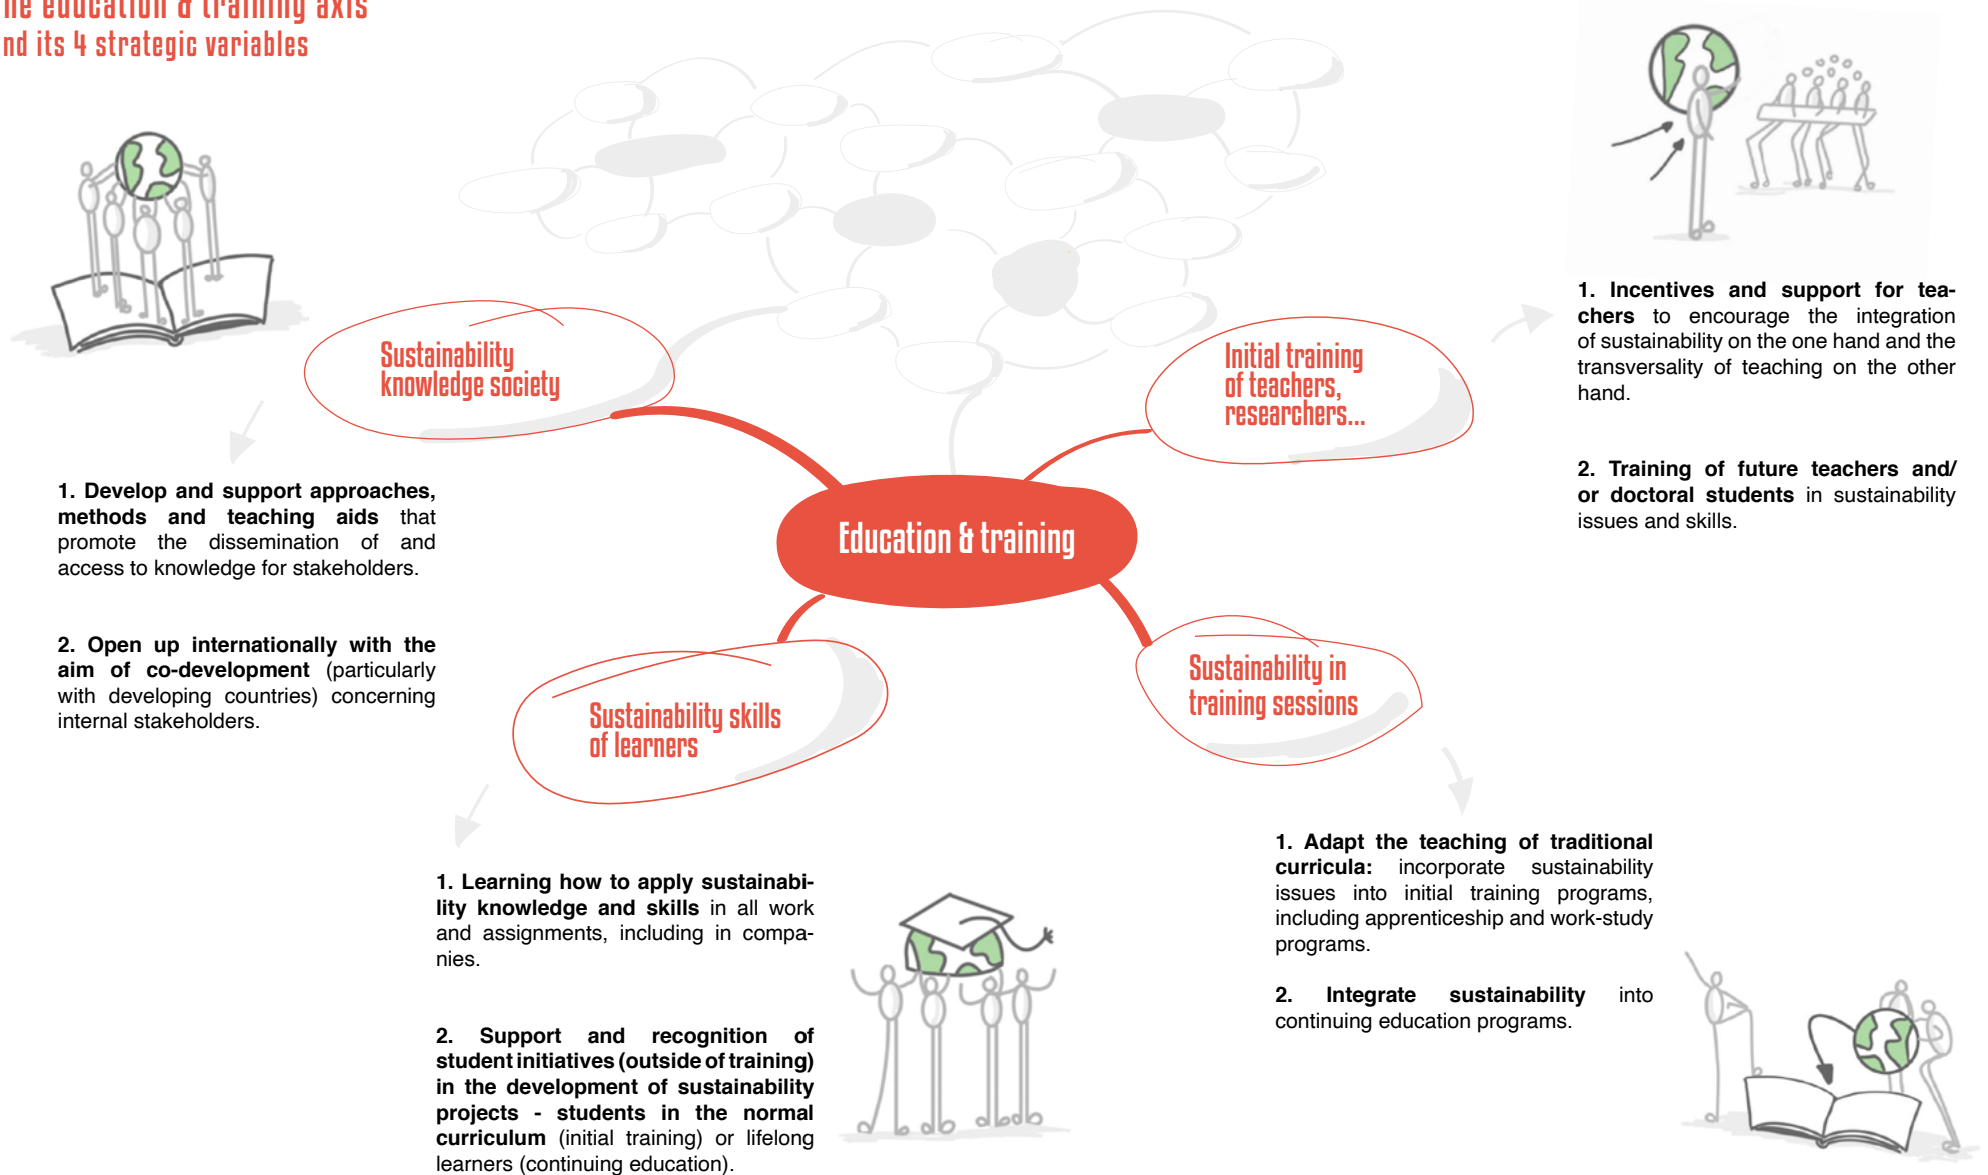 he education & training axis
nd its 4 strategic variables
Sustainability
knowledge society
1. Develop and support approaches,
methods and teaching aids that
promote the dissemination of and
access to knowledge for stakeholders.
2. Open up internationally with the
aim of co-development (particularly
with developing countries) concerning
internal stakeholders.
Initial training
of teachers,
researchers...
1. Incentives and support for tea-
chers to encourage the integration
of sustainability on the one hand and the
transversality of teaching on the other
hand.
2. Training of future teachers and/
or doctoral students in sustainability
issues and skills.
Education & training
Sustainability skills
of learners
1. Learning how to apply sustainabi-
lity knowledge and skills in all work
and assignments, including in compa-
nies.
2. Support and recognition of
student initiatives (outside of training)
in the development of sustainability
projects - students in the normal
curriculum (initial training) or lifelong
learners (continuing education).
Sustainability in
training sessions
1. Adapt the teaching of traditional
curricula: incorporate sustainability
issues into initial training programs,
including apprenticeship and work-study
programs.
2. Integrate sustainability into
continuing education programs.